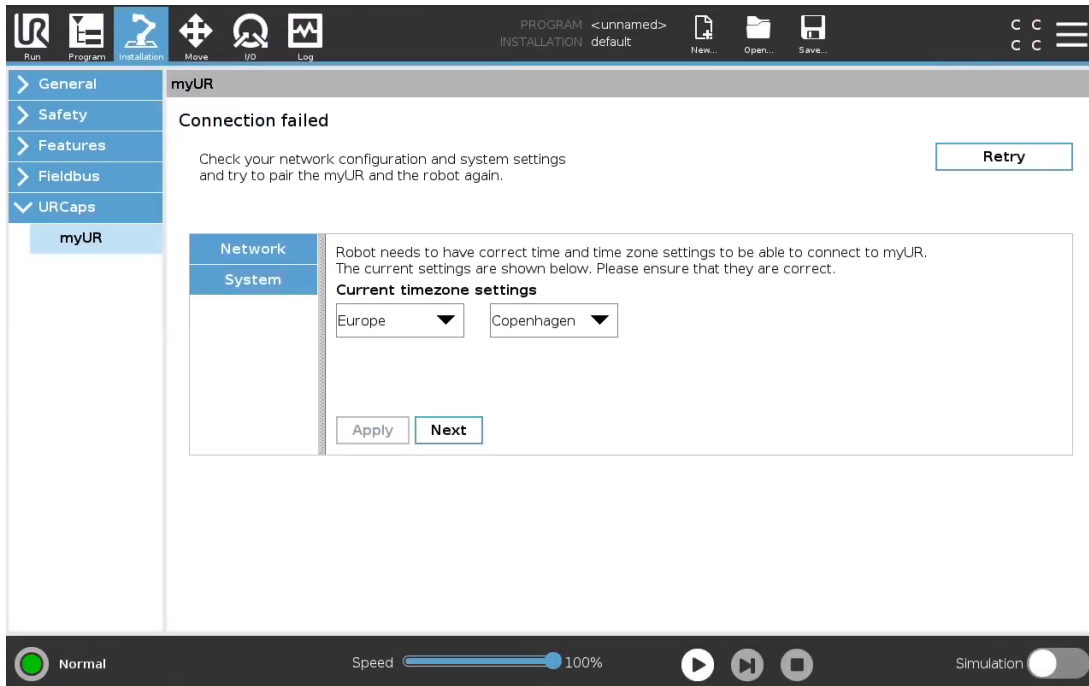 UR
PROGRAM <unnamed>
INSTALLATION default
Run
Program
Installation
Move
I/O
Log
New...
Open...
Save...
C C
C C
General
Safety
Features
Fieldbus
URCaps
myUR
myUR
Connection failed
Check your network configuration and system settings
and try to pair the myUR and the robot again.
Retry
Network
System
Robot needs to have correct time and time zone settings to be able to connect to myUR.
The current settings are shown below. Please ensure that they are correct.
Current timezone settings
Europe
Copenhagen
Apply
Next
Normal
Speed
100%
Simulation